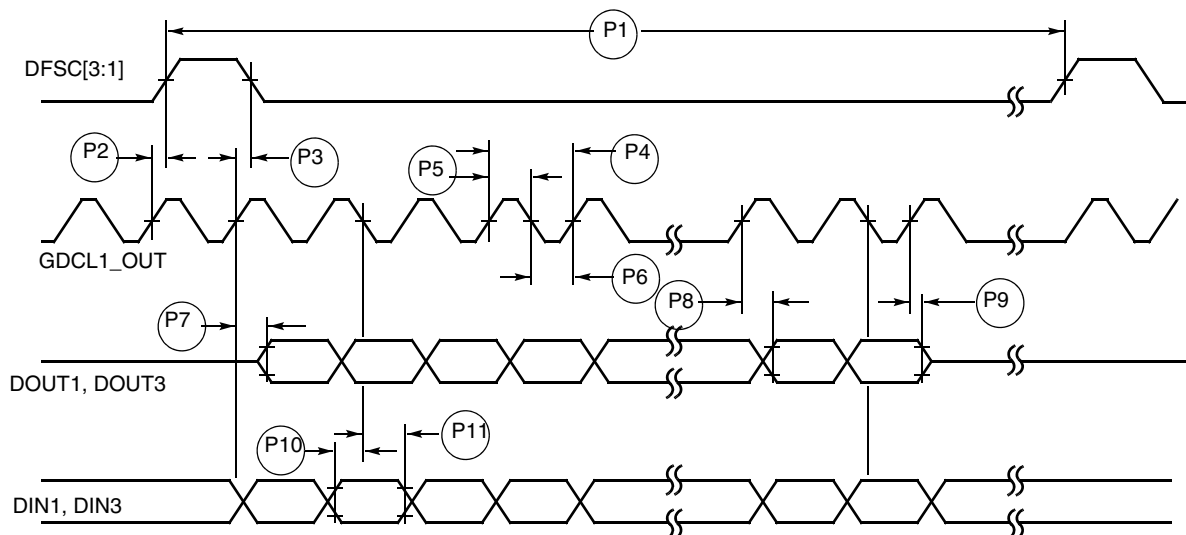 P1
DFSC[3:1]
P2
P3
P5
P4
GDCL1_OUT
P6
P8
P9
P7
DOUT1, DOUT3
P10
P11
DIN1, DIN3